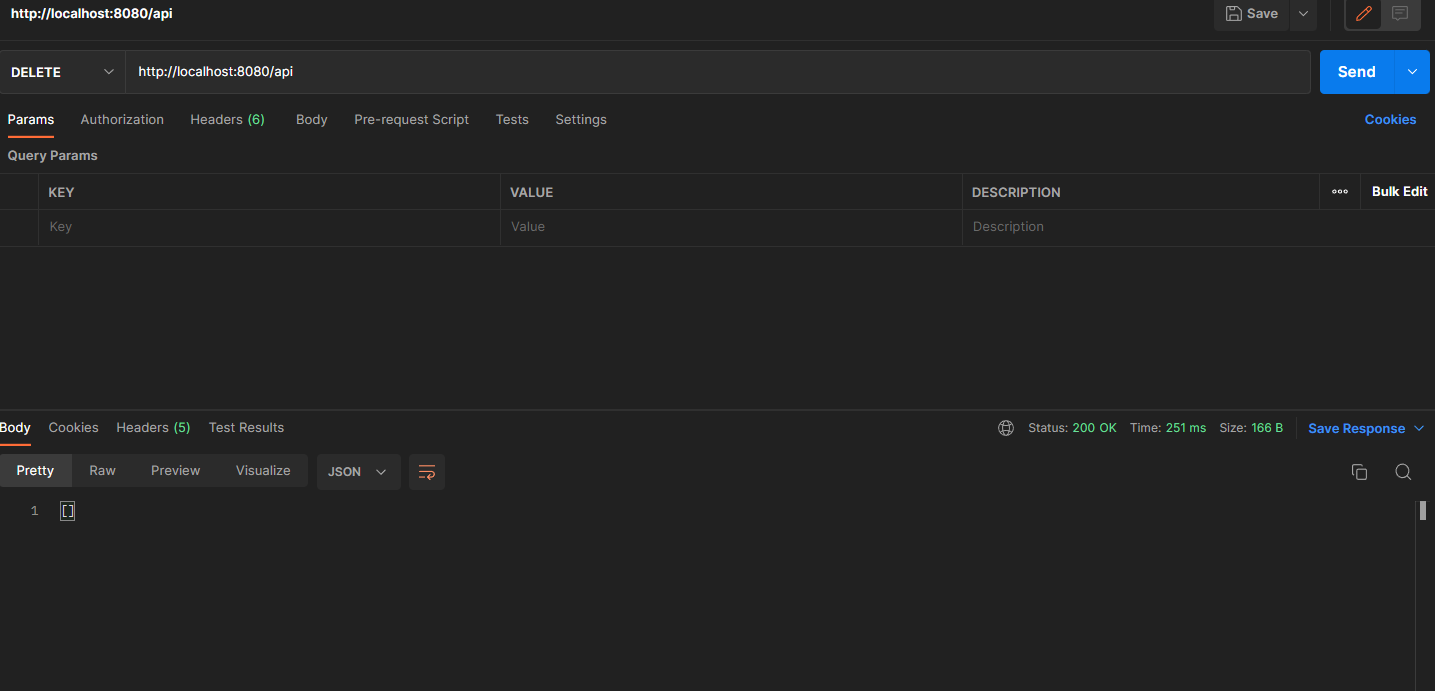 http://localhost:8080/api Save
DELETE http://localhost:8080/api Send
Params Authorization Headers (6) Body Pre-request Script Tests Settings Cookies
Query Params
KEY VALUE DESCRIPTION Bulk Edit
Key Value Description
Body Cookies Headers (5) Test Results Status: 200 OK Time: 251 ms Size: 166 B Save Response
Pretty Raw Preview Visualize JSON
1 []